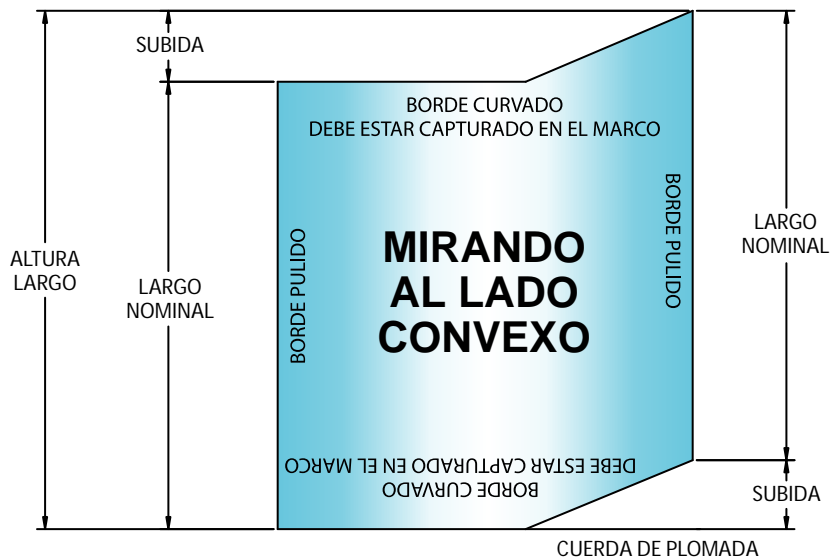 SUBIDA
BORDE CURVADO
DEBE ESTAR CAPTURADO EN EL MARCO
ALTURA
LARGO
LARGO
NOMINAL
BORDE PULIDO
MIRANDO
AL LADO
CONVEXO
BORDE PULIDO
LARGO
NOMINAL
BORDE CURVADO
DEBE ESTAR CAPTURADO EN EL MARCO
SUBIDA
CUERDA DE PLOMADA